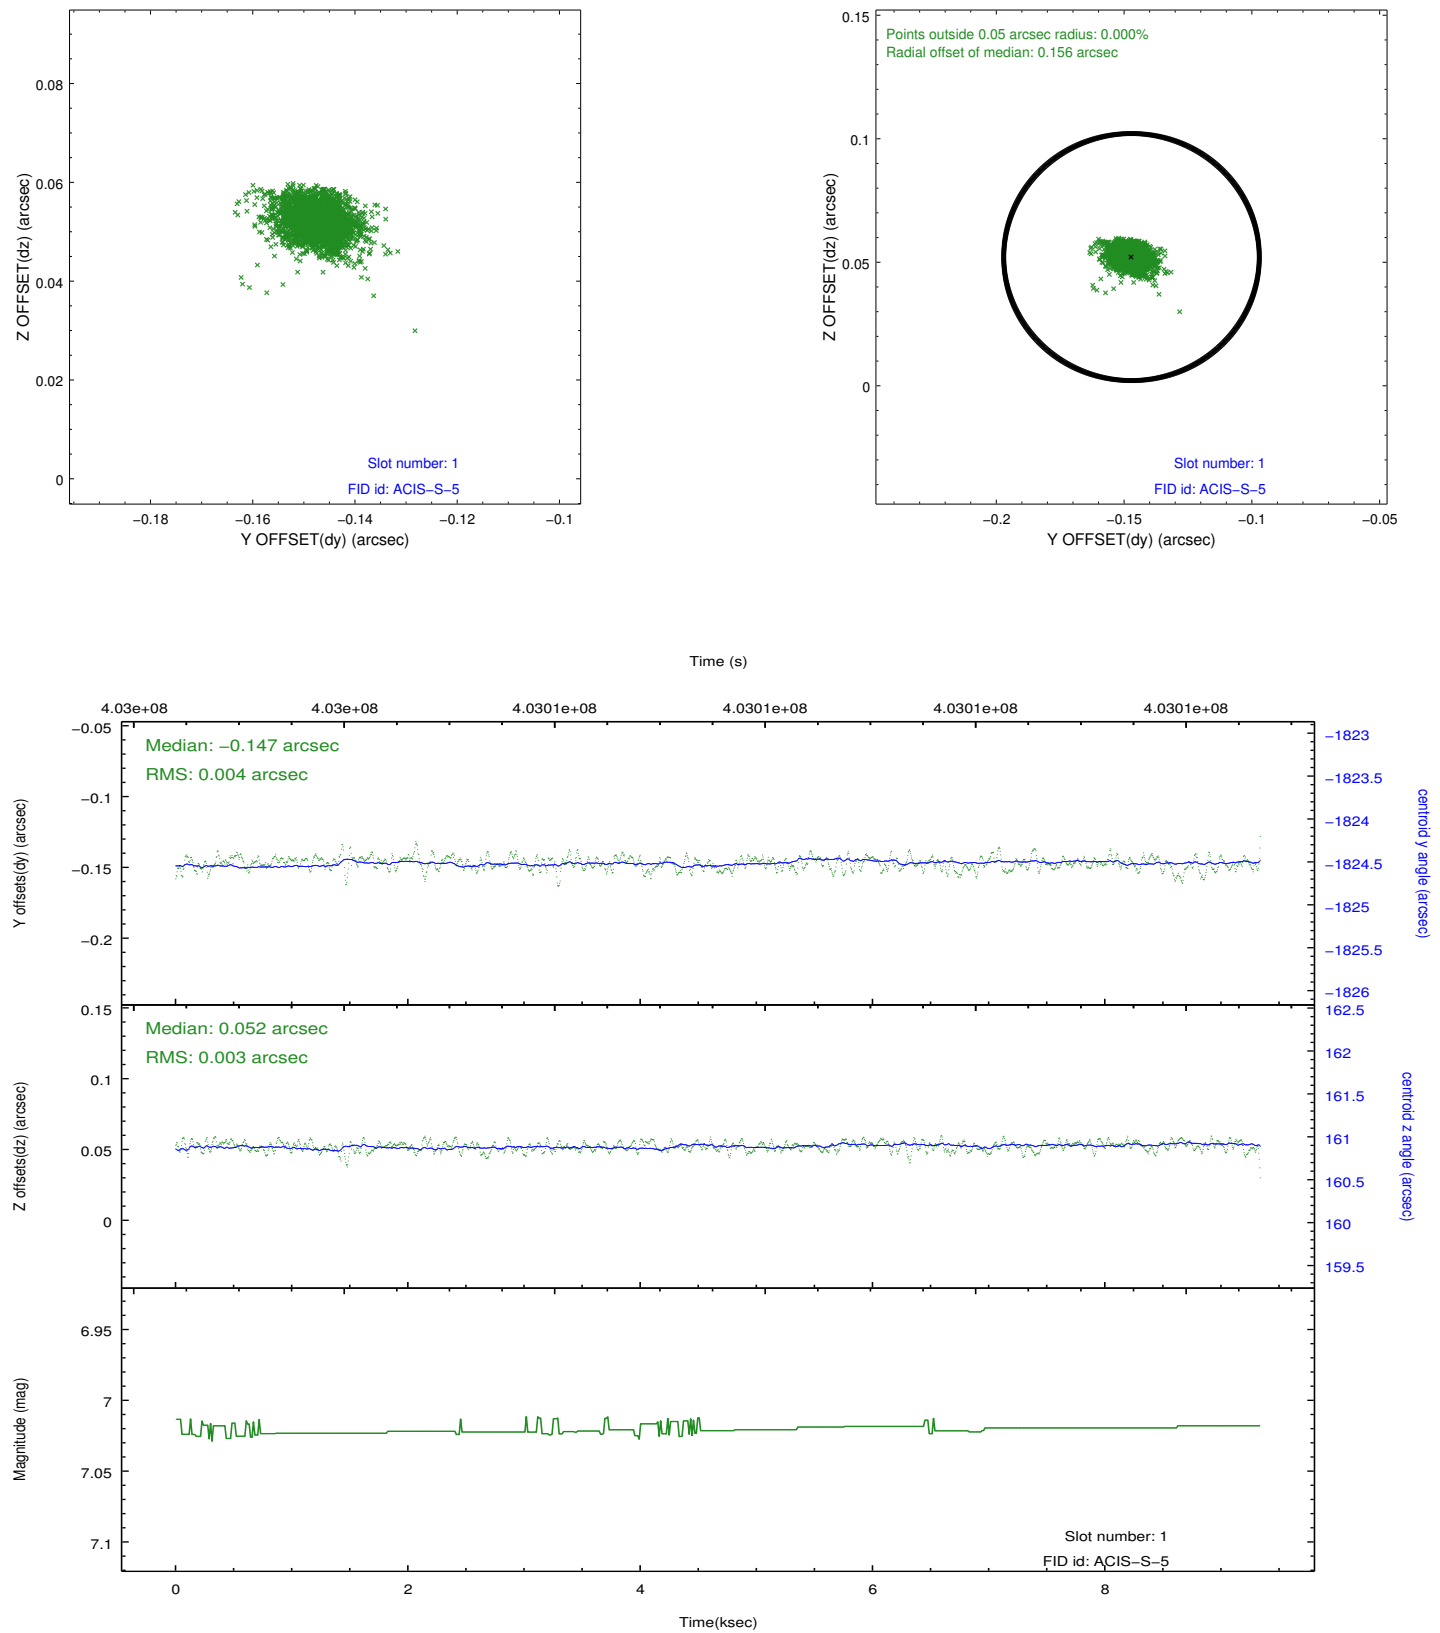 0.08
0.06
0.04
0.02
0
Z OFFSET(dz) (arcsec)
Slot number: 1
FID id: ACIS−S−5
−0.18
−0.16
−0.14
−0.12
−0.1
Y OFFSET(dy) (arcsec)
0.15
0.1
0.05
0
Z OFFSET(dz) (arcsec)
Points outside 0.05 arcsec radius: 0.000%
Radial offset of median: 0.156 arcsec
Slot number: 1
FID id: ACIS−S−5
−0.2
−0.15
−0.1
−0.05
Y OFFSET(dy) (arcsec)
Time (s)
4.03e+08
4.03e+08
4.0301e+08
4.0301e+08
4.0301e+08
4.0301e+08
−0.05
−0.1
−0.15
−0.2
Y offsets(dy) (arcsec)
Median: −0.147 arcsec
RMS: 0.004 arcsec
−1823
−1823.5
−1824
−1824.5
−1825
−1825.5
−1826
centroid y angle (arcsec)
0.15
0.1
0.05
0
Z offsets(dz) (arcsec)
Median: 0.052 arcsec
RMS: 0.003 arcsec
162.5
162
161.5
161
160.5
160
159.5
centroid z angle (arcsec)
6.95
7
7.05
7.1
Magnitude (mag)
Slot number: 1
FID id: ACIS−S−5
0
2
4
6
8
Time(ksec)